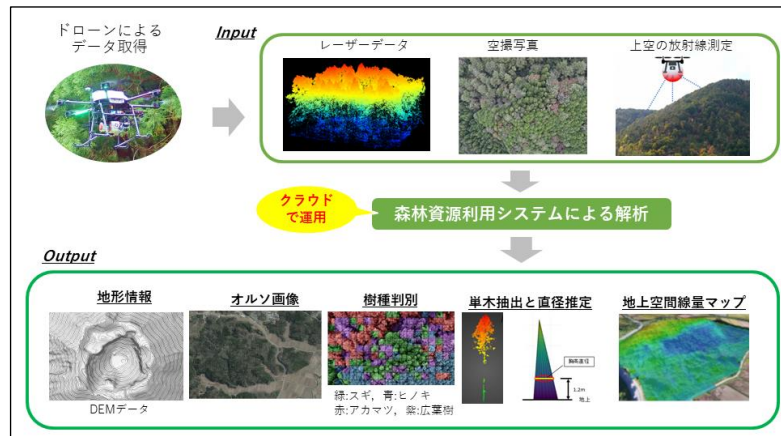 ドローンによる
データ取得
Input
レーザーデータ
空撮写真
上空の放射線測定
クラウド
で運用
森林資源利用システムによる解析
Output
地形情報
オルソ画像
樹種判別
単木抽出と直径推定
地上空間線量マップ
胸高直径
1.2m
地上
DEMデータ
緑:スギ, 青:ヒノキ
赤:アカマツ, 紫:広葉樹